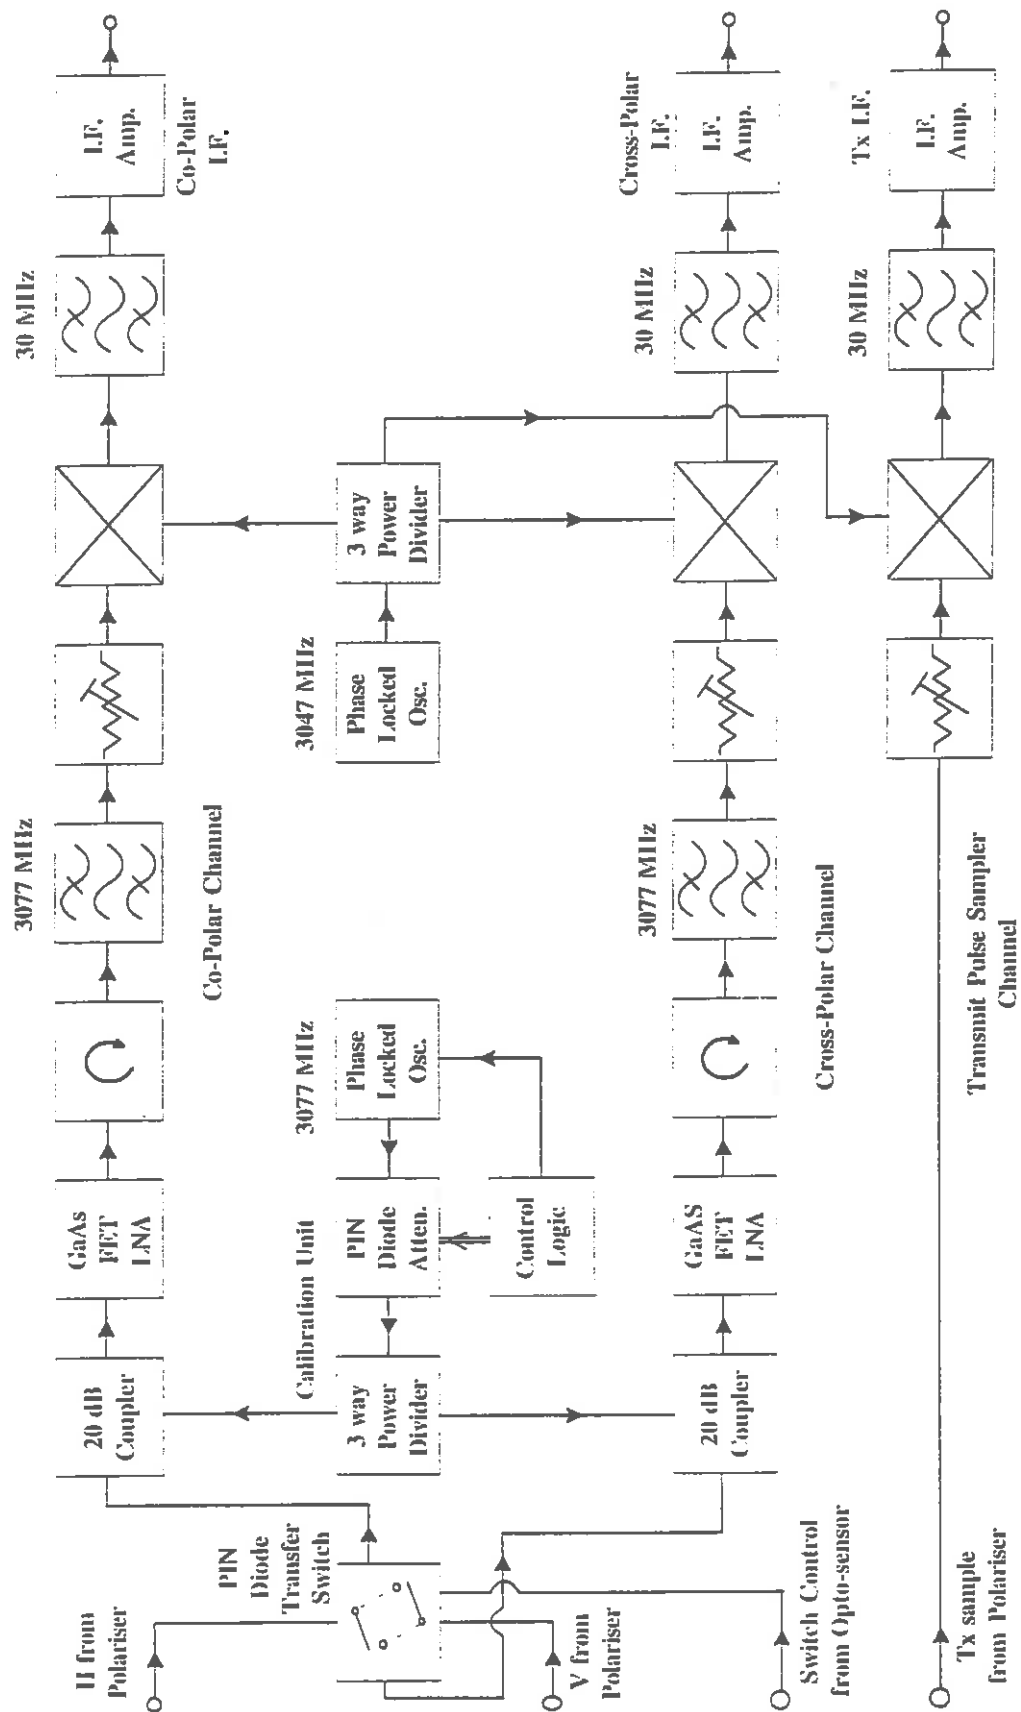 H from
Polariser
PIN
Diode
Transfer
Switch
V from
Polariser
Switch Control
from Opto-sensor
Tx sample
from Polariser
20 dB
Coupler
Calibration Unit
3 way
Power
Divider
20 dB
Coupler
GaAs
FET
LNA
PIN
Diode
Atten.
Control
Logic
GaAS
FET
LNA
3077 MHz
Phase
Locked
Osc.
Co-Polar Channel
Cross-Polar Channel
Transmit Pulse Sampler
Channel
3077 MHz
3077 MHz
3047 MHz
Phase
Locked
Osc.
3 way
Power
Divider
30 MHz
30 MHz
30 MHz
I.F.
Amp.
Co-Polar
I.F.
Cross-Polar
I.F.
I.F.
Amp.
Tx I.F.
I.F.
Amp.